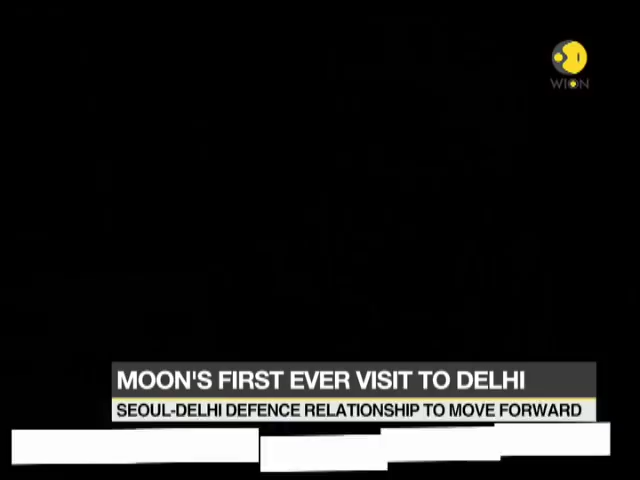 WION
MOON'S FIRST EVER VISIT TO DELHI
SEOUL-DELHI DEFENCE RELATIONSHIP TO MOVE FORWARD